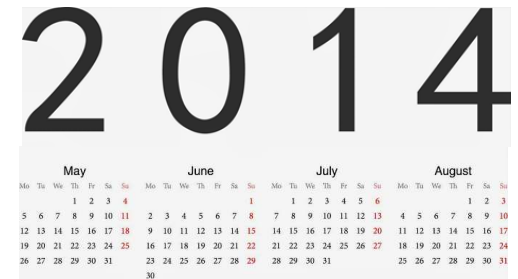 2014
May June July August
Mo Tu We Th Fr Sa Su Mo Tu We Th Fr Sa Su Mo Tu We Th Fr Sa Su Mo Tu We Th Fr Sa Su
1 2 3 4 1 1 2 3 4 5 6 1 2 3
5 6 7 8 9 10 11 2 3 4 5 6 7 8 7 8 9 10 11 12 13 4 5 6 7 8 9 10
12 13 14 15 16 17 18 9 10 11 12 13 14 15 14 15 16 17 18 19 20 11 12 13 14 15 16 17
19 20 21 22 23 24 25 16 17 18 19 20 21 22 21 22 23 24 25 26 27 18 19 20 21 22 23 24
26 27 28 29 30 31 23 24 25 26 27 28 29 28 29 30 31 25 26 27 28 29 30 31
30